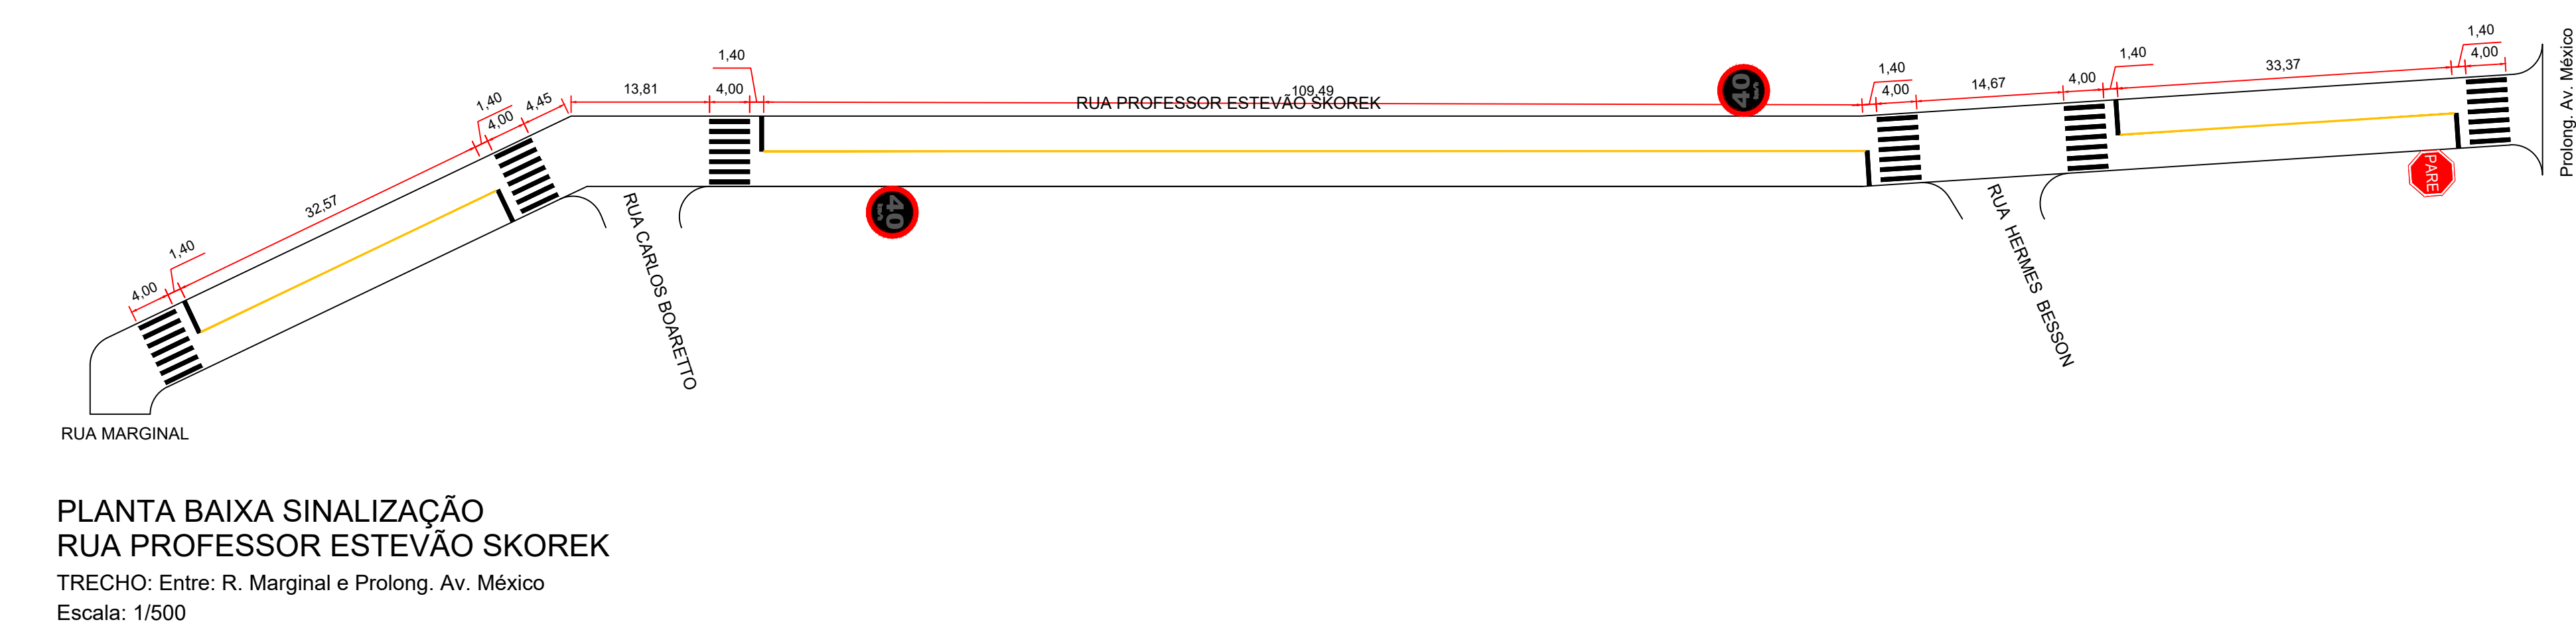 1,40
4,00
1,40
1,40
4,00
33,37
14,67
4,00
1,40
4,00
109,49
RUA PROFESSOR ESTEVÃO SKOREK
1,40
4,00
13,81
4,45
1,40
4,00
32,57
1,40
4,00
40
km/h
40
km/h
PARE
Prolong. Av. México
RUA CARLOS BOARETTO
RUA HERMES BESSON
RUA MARGINAL
PLANTA BAIXA SINALIZAÇÃO
RUA PROFESSOR ESTEVÃO SKOREK
TRECHO: Entre: R. Marginal e Prolong. Av. México
Escala: 1/500